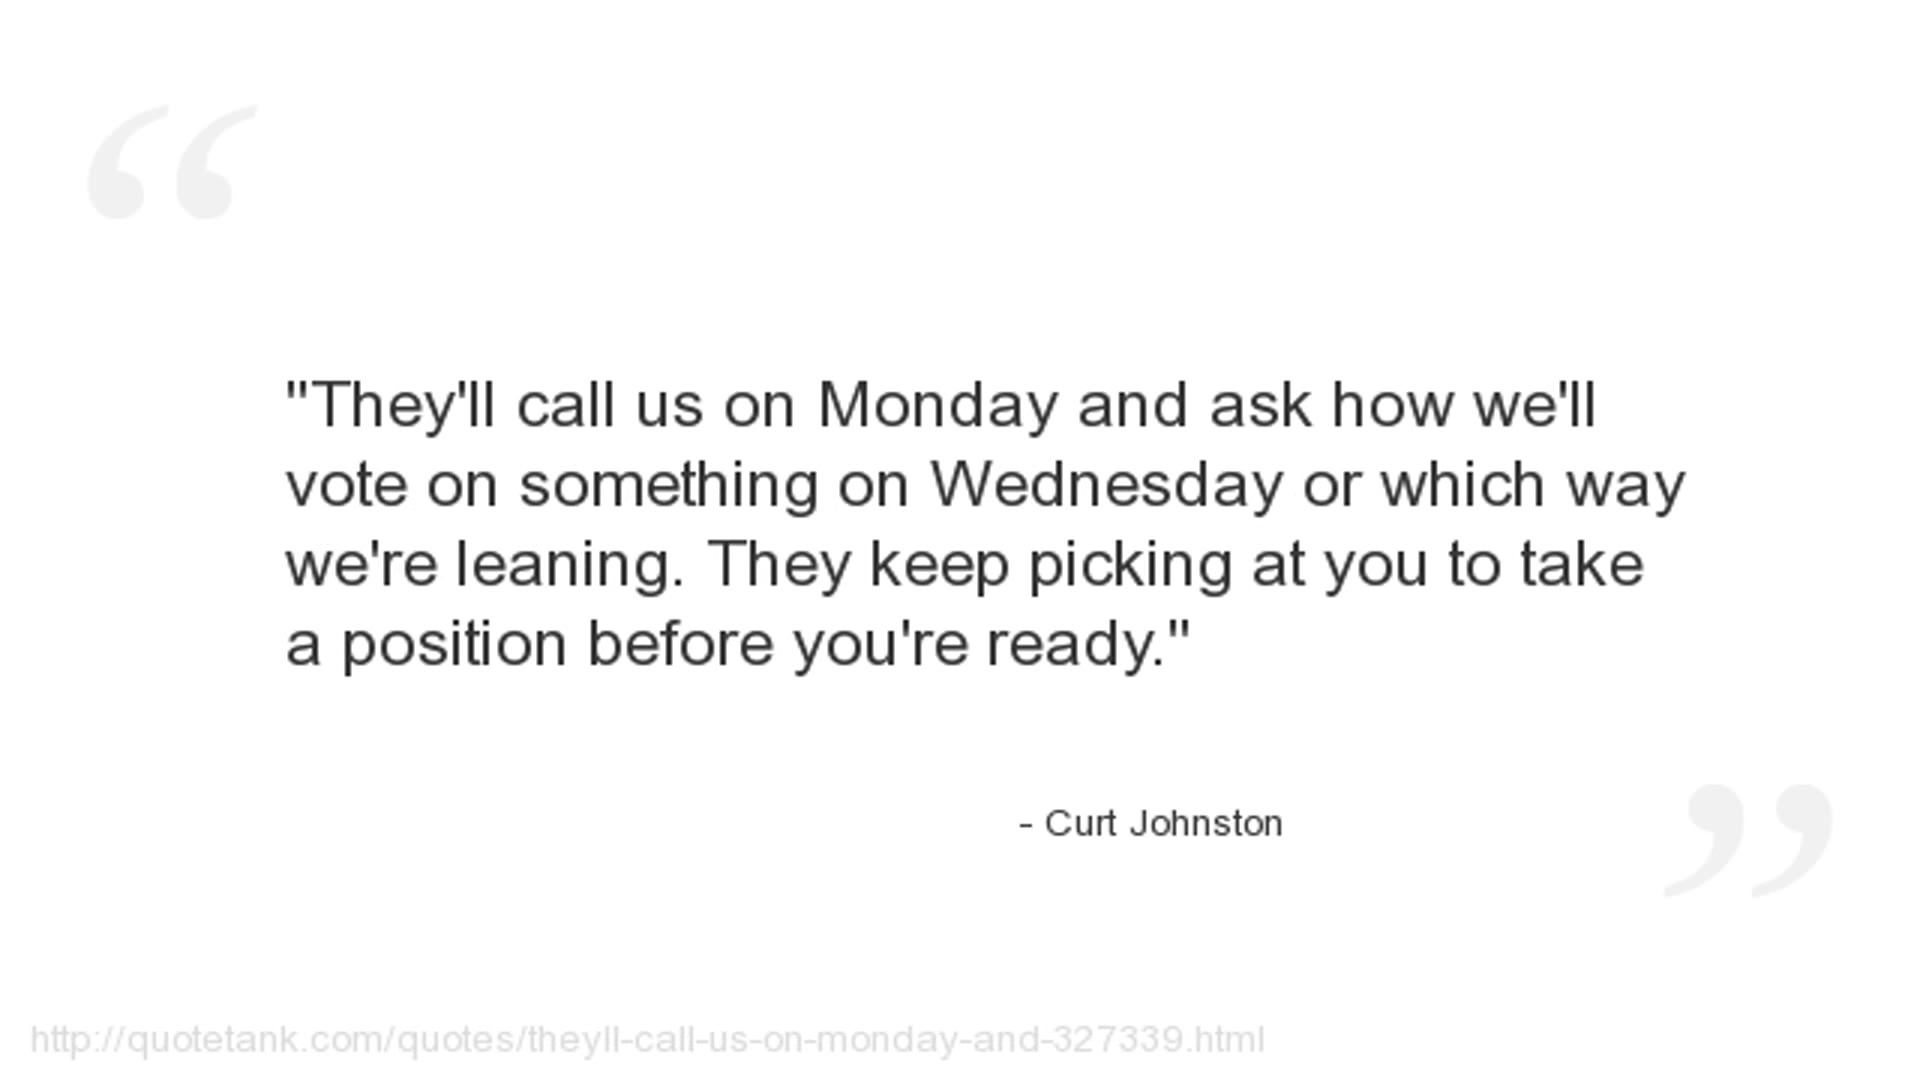 "They'll call us on Monday and ask how we'll
vote on something on Wednesday or which way
we're leaning. They keep picking at you to take
a position before you're ready."
- Curt Johnston
http://quotetank.com/quotes/theyll-call-us-on-monday-and-327339.html